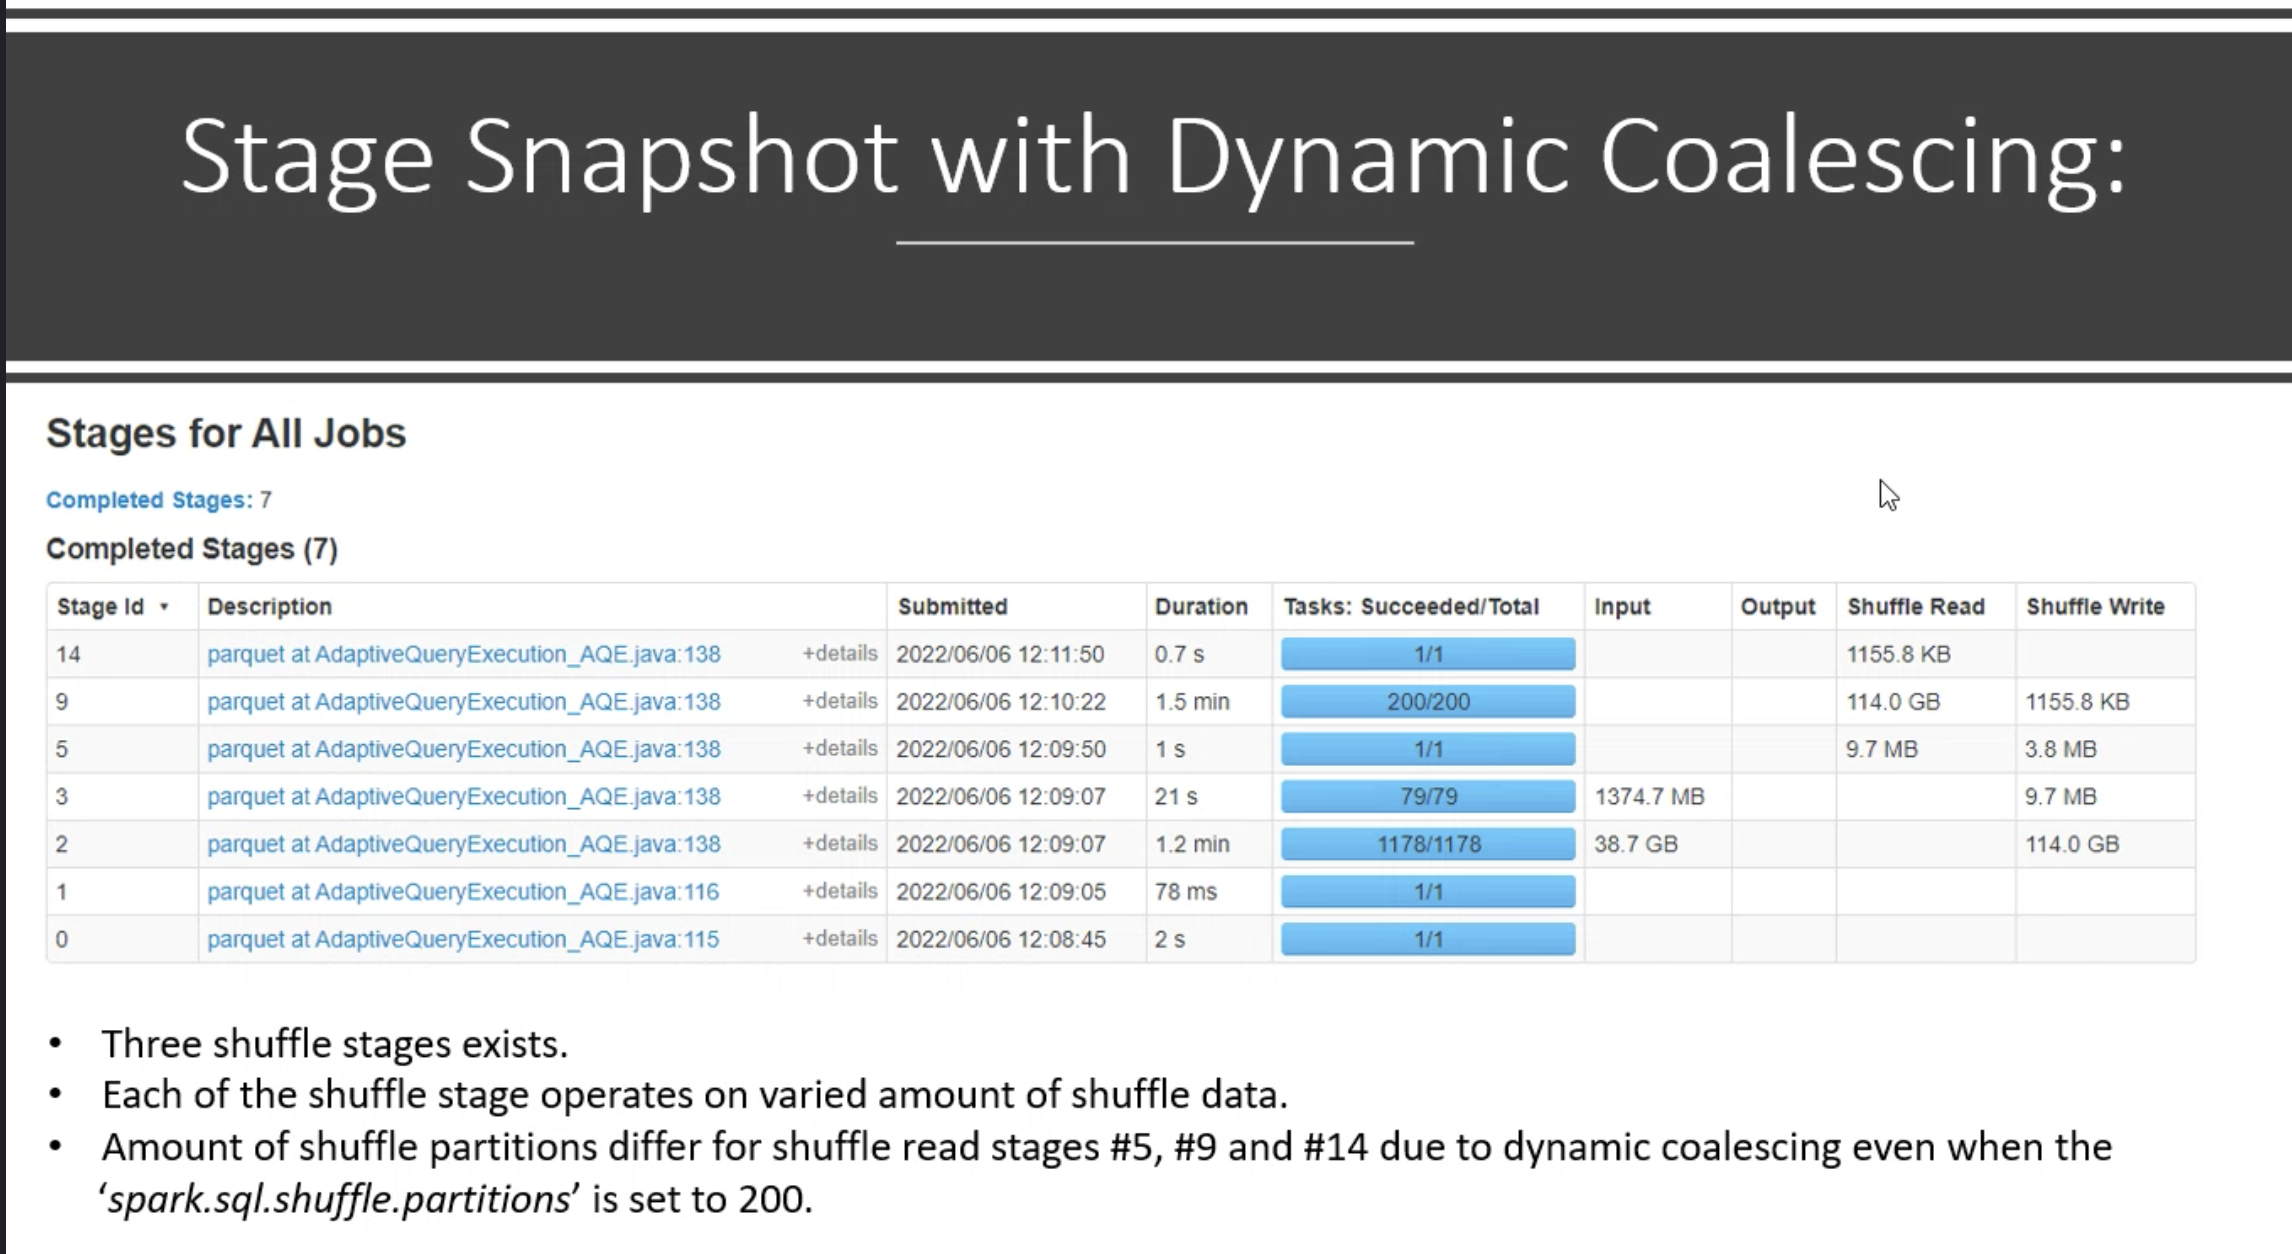 Stage Snapshot with Dynamic Coalescing:
Stages for All Jobs
Completed Stages: 7
Completed Stages (7)
Stage Id ▾ Description Submitted Duration Tasks: Succeeded/Total Input Output Shuffle Read Shuffle Write
14 parquet at AdaptiveQueryExecution_AQE.java:138 +details 2022/06/06 12:11:50 0.7 s 1/1 1155.8 KB
9 parquet at AdaptiveQueryExecution_AQE.java:138 +details 2022/06/06 12:10:22 1.5 min 200/200 114.0 GB 1155.8 KB
5 parquet at AdaptiveQueryExecution_AQE.java:138 +details 2022/06/06 12:09:50 1 s 1/1 9.7 MB 3.8 MB
3 parquet at AdaptiveQueryExecution_AQE.java:138 +details 2022/06/06 12:09:07 21 s 79/79 1374.7 MB 9.7 MB
2 parquet at AdaptiveQueryExecution_AQE.java:138 +details 2022/06/06 12:09:07 1.2 min 1178/1178 38.7 GB 114.0 GB
1 parquet at AdaptiveQueryExecution_AQE.java:116 +details 2022/06/06 12:09:05 78 ms 1/1
0 parquet at AdaptiveQueryExecution_AQE.java:115 +details 2022/06/06 12:08:45 2 s 1/1
• Three shuffle stages exists.
• Each of the shuffle stage operates on varied amount of shuffle data.
• Amount of shuffle partitions differ for shuffle read stages #5, #9 and #14 due to dynamic coalescing even when the
‘spark.sql.shuffle.partitions’ is set to 200.